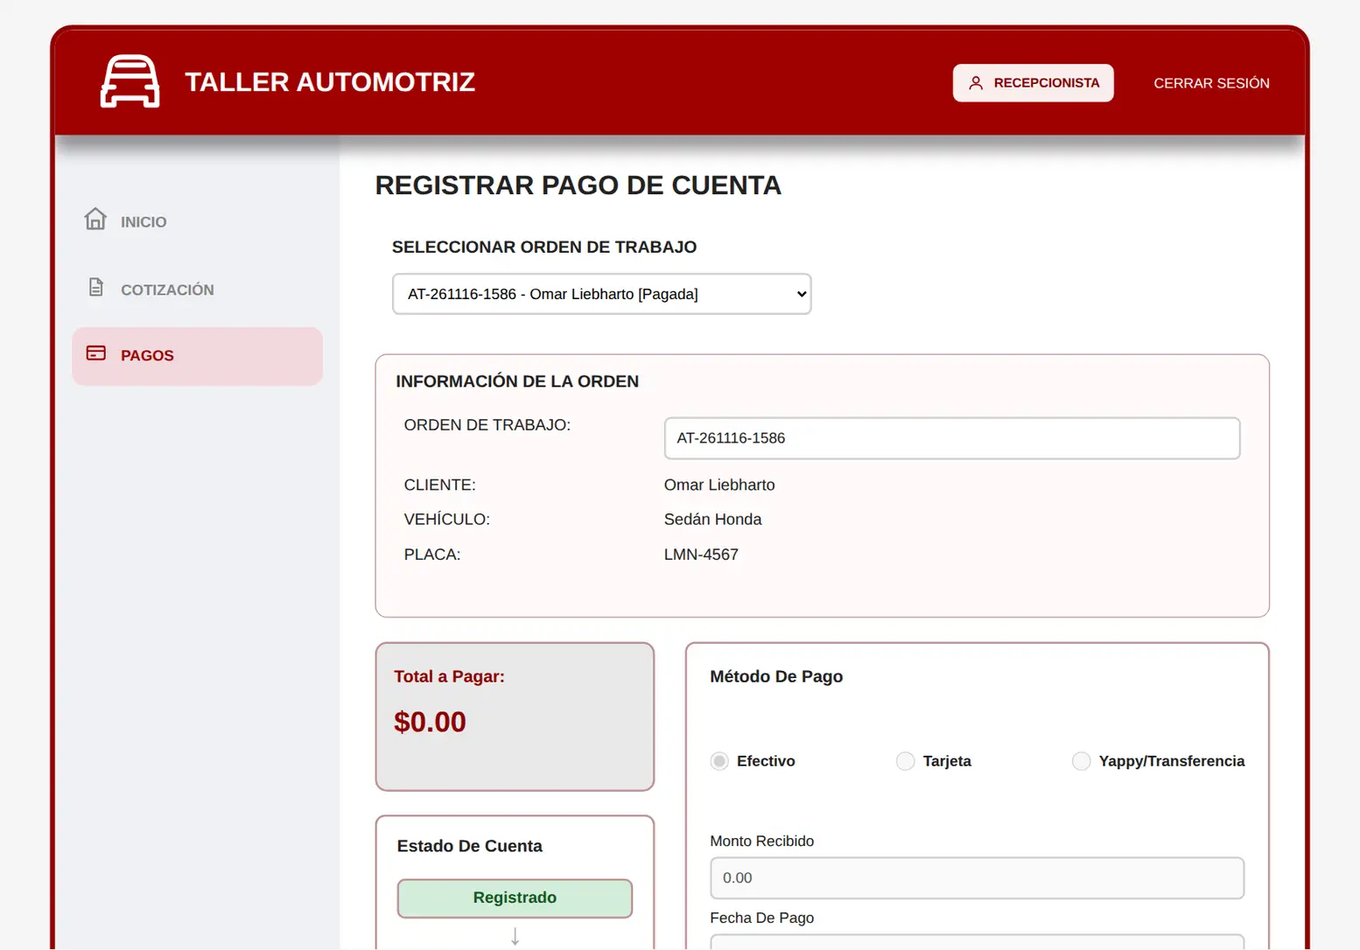 TALLER AUTOMOTRIZ
RECEPCIONISTA
CERRAR SESIÓN
INICIO
COTIZACIÓN
PAGOS
REGISTRAR PAGO DE CUENTA
SELECCIONAR ORDEN DE TRABAJO
AT-261116-1586 - Omar Liebharto [Pagada]
INFORMACIÓN DE LA ORDEN
ORDEN DE TRABAJO:
AT-261116-1586
CLIENTE:
Omar Liebharto
VEHÍCULO:
Sedán Honda
PLACA:
LMN-4567
Total a Pagar:
$0.00
Estado De Cuenta
Registrado
Método De Pago
Efectivo
Tarjeta
Yappy/Transferencia
Monto Recibido
0.00
Fecha De Pago